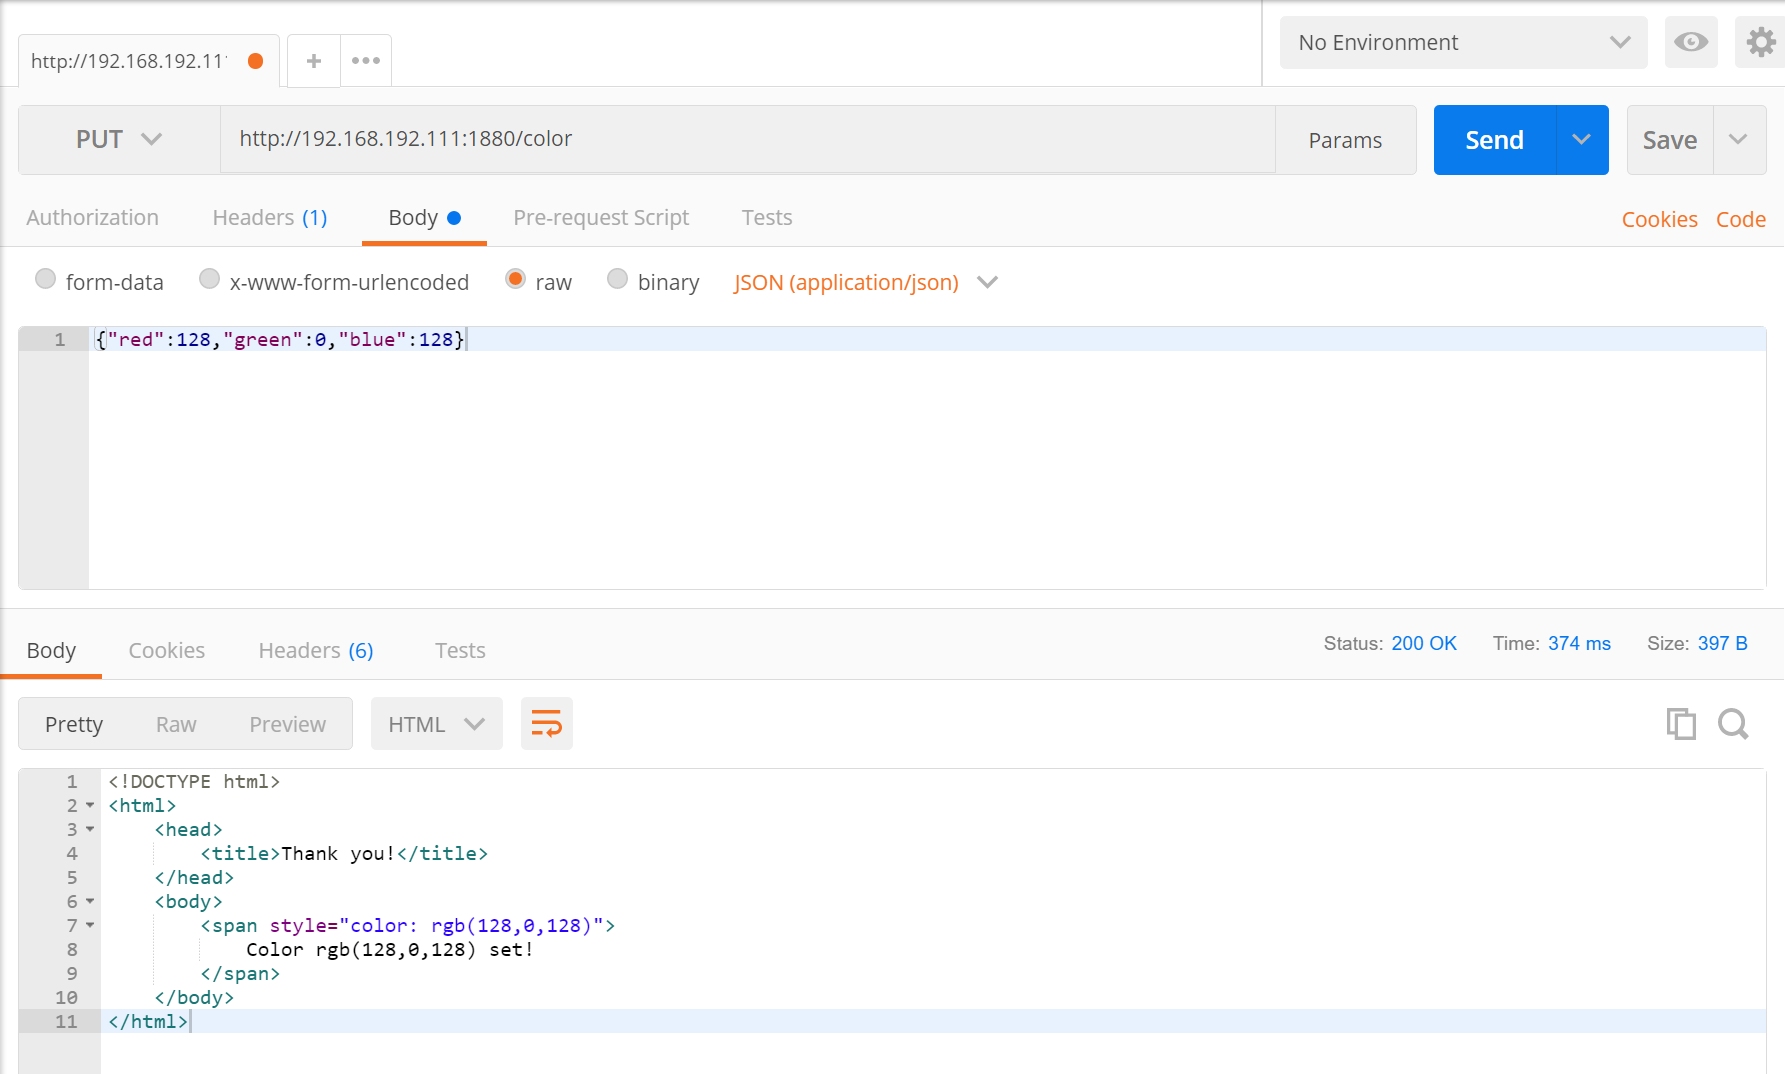 http://192.168.192.11
No Environment
PUT
http://192.168.192.111:1880/color
Params
Send
Save
Authorization
Headers (1)
Body
Pre-request Script
Tests
Cookies
Code
form-data
x-www-form-urlencoded
raw
binary
JSON (application/json)
1 {"red":128,"green":0,"blue":128}
Body
Cookies
Headers (6)
Tests
Status: 200 OK
Time: 374 ms
Size: 397 B
Pretty
Raw
Preview
HTML
1 <!DOCTYPE html>
2 <html>
3 <head>
4 <title>Thank you!</title>
5 </head>
6 <body>
7 <span style="color: rgb(128,0,128)">
8 Color rgb(128,0,128) set!
9 </span>
10 </body>
11 </html>